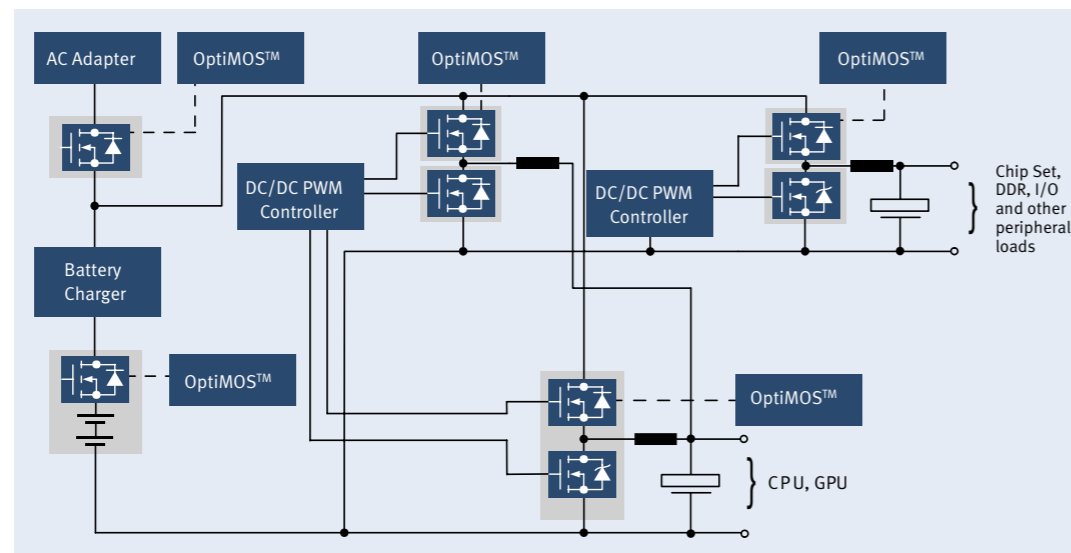 AC Adapter
OptiMOS™
OptiMOS™
OptiMOS™
DC/DC PWM
Controller
DC/DC PWM
Controller
Chip Set,
DDR, I/O
and other
peripheral
loads
Battery
Charger
OptiMOS™
OptiMOS™
CPU, GPU